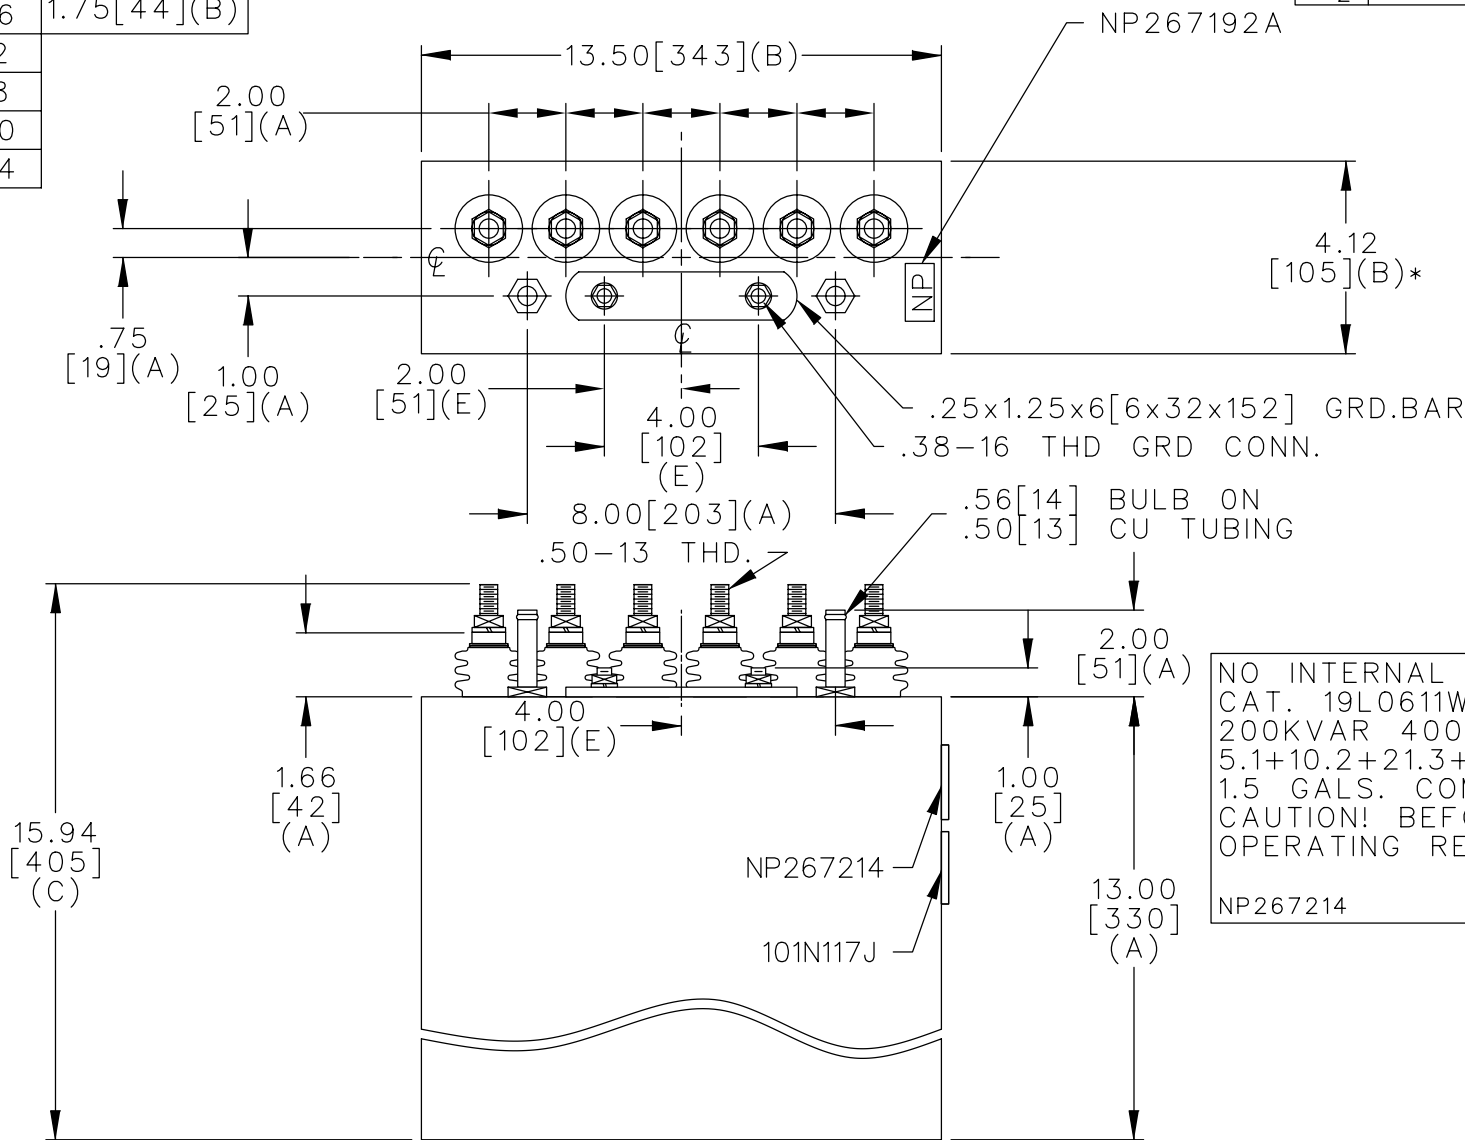 1.75[44](B)
NP267192A
13.50[343](B)
2.00
[51](A)
4.12
[105](B)*
NP
.75
[19](A)
1.00
[25](A)
2.00
[51](E)
4.00
[102]
(E)
.25x1.25x6[6x32x152] GRD.BAR
.38-16 THD GRD CONN.
8.00[203](A)
.56[14] BULB ON
.50[13] CU TUBING
.50-13 THD.
2.00
[51](A)
4.00
[102](E)
1.66
[42]
(A)
1.00
[25]
(A)
15.94
[405]
(C)
NP267214
101N117J
13.00
[330]
(A)
NO INTERNAL
CAT. 19L0611W
200KVAR 400
5.1+10.2+21.3+
1.5 GALS.
CAUTION!
OPERATING
NP267214